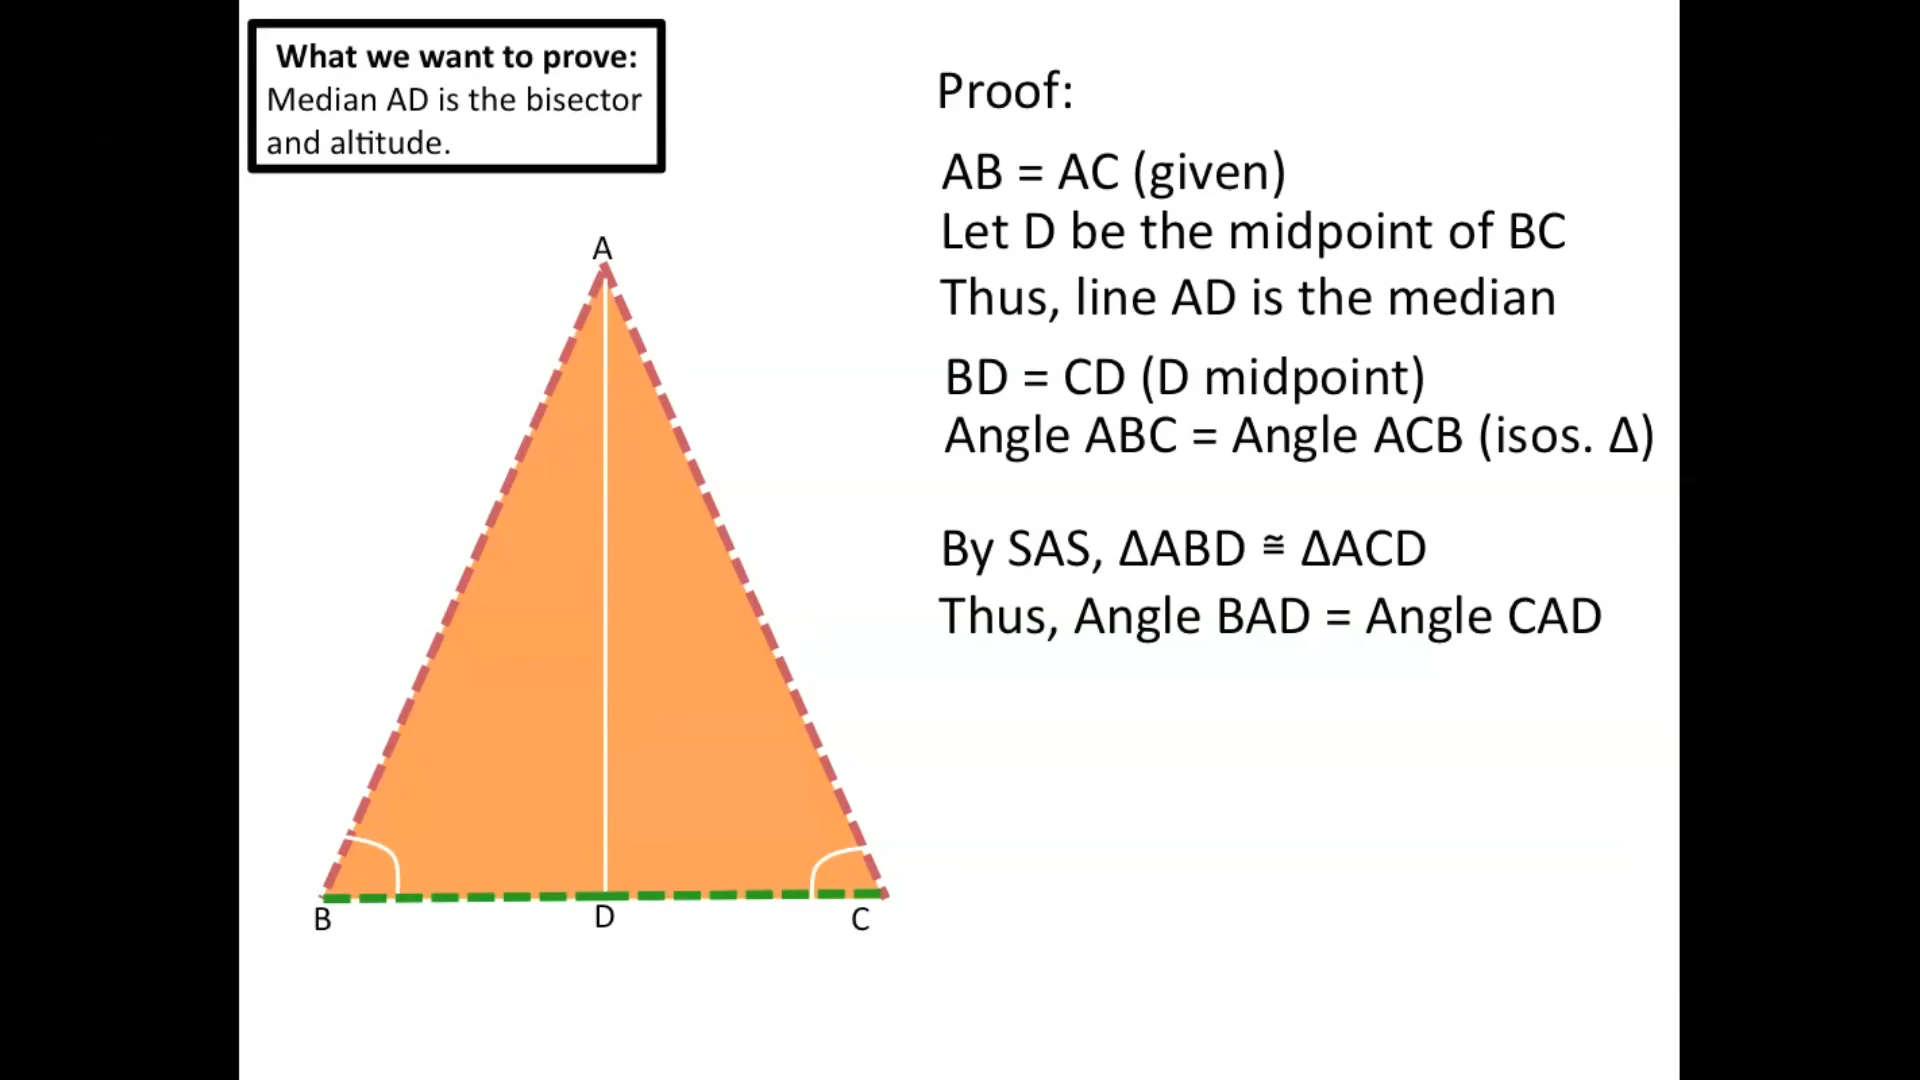 What we want to prove:
Median AD is the bisector
and altitude.
Proof:
AB = AC (given)
Let D be the midpoint of BC
Thus, line AD is the median
BD = CD (D midpoint)
Angle ABC = Angle ACB (isos. Δ)
By SAS, ΔABD ≅ ΔACD
Thus, Angle BAD = Angle CAD
A
B
D
C